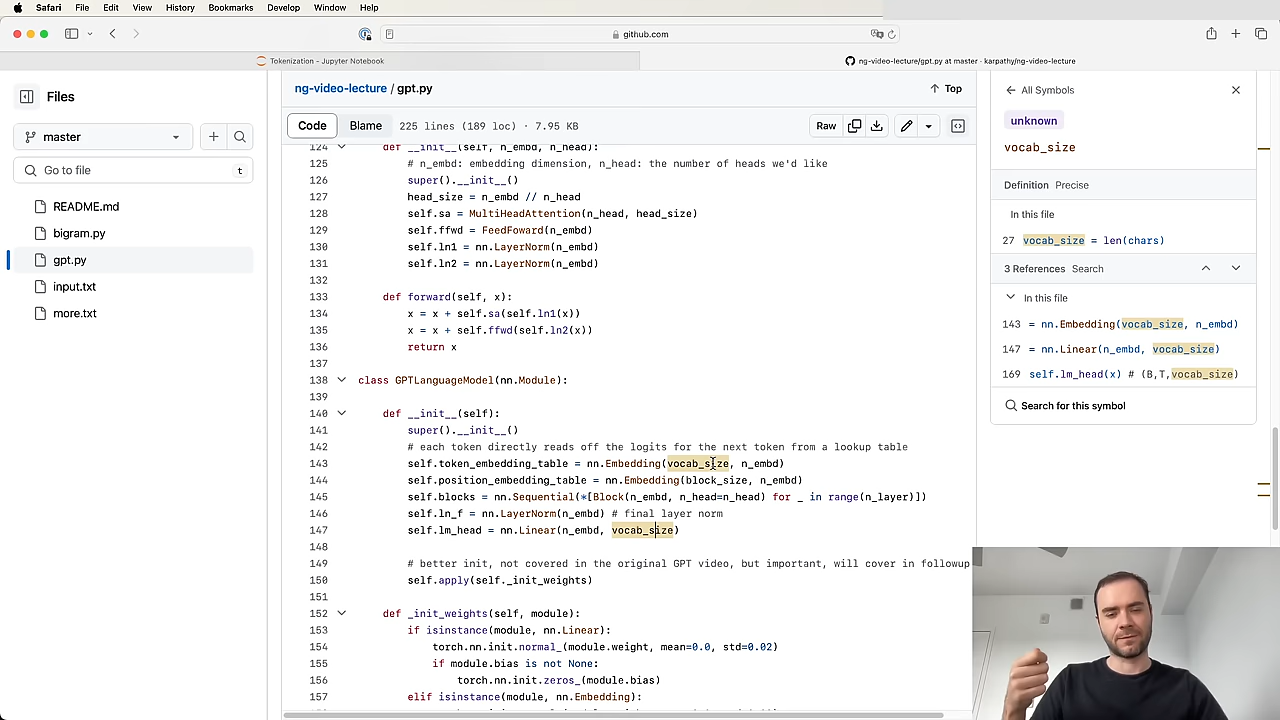 Safari File Edit View History Bookmarks Develop Window Help
github.com
Tokenization - Jupyter Notebook
ng-video-lecture/gpt.py at master · karpathy/ng-video-lecture
Files
master
Go to file
t
README.md
bigram.py
gpt.py
input.txt
more.txt
ng-video-lecture / gpt.py
Top
Code Blame 225 lines (189 loc) · 7.95 KB
Raw
124 def __init__(self, n_embd, n_head):
125 # n_embd: embedding dimension, n_head: the number of heads we'd like
126 super().__init__()
127 head_size = n_embd // n_head
128 self.sa = MultiHeadAttention(n_head, head_size)
129 self.ffwd = FeedFoward(n_embd)
130 self.ln1 = nn.LayerNorm(n_embd)
131 self.ln2 = nn.LayerNorm(n_embd)
132
133 def forward(self, x):
134 x = x + self.sa(self.ln1(x))
135 x = x + self.ffwd(self.ln2(x))
136 return x
137
138 class GPTLanguageModel(nn.Module):
139
140 def __init__(self):
141 super().__init__()
142 # each token directly reads off the logits for the next token from a lookup table
143 self.token_embedding_table = nn.Embedding(vocab_size, n_embd)
144 self.position_embedding_table = nn.Embedding(block_size, n_embd)
145 self.blocks = nn.Sequential(*[Block(n_embd, n_head=n_head) for _ in range(n_layer)])
146 self.ln_f = nn.LayerNorm(n_embd) # final layer norm
147 self.lm_head = nn.Linear(n_embd, vocab_size)
148
149 # better init, not covered in the original GPT video, but important, will cover in followup
150 self.apply(self._init_weights)
151
152 def _init_weights(self, module):
153 if isinstance(module, nn.Linear):
154 torch.nn.init.normal_(module.weight, mean=0.0, std=0.02)
155 if module.bias is not None:
156 torch.nn.init.zeros_(module.bias)
157 elif isinstance(module, nn.Embedding):
All Symbols
unknown
vocab_size
Definition Precise
In this file
27 vocab_size = len(chars)
3 References Search
In this file
143 = nn.Embedding(vocab_size, n_embd)
147 = nn.Linear(n_embd, vocab_size)
169 self.lm_head(x) # (B,T,vocab_size)
Search for this symbol